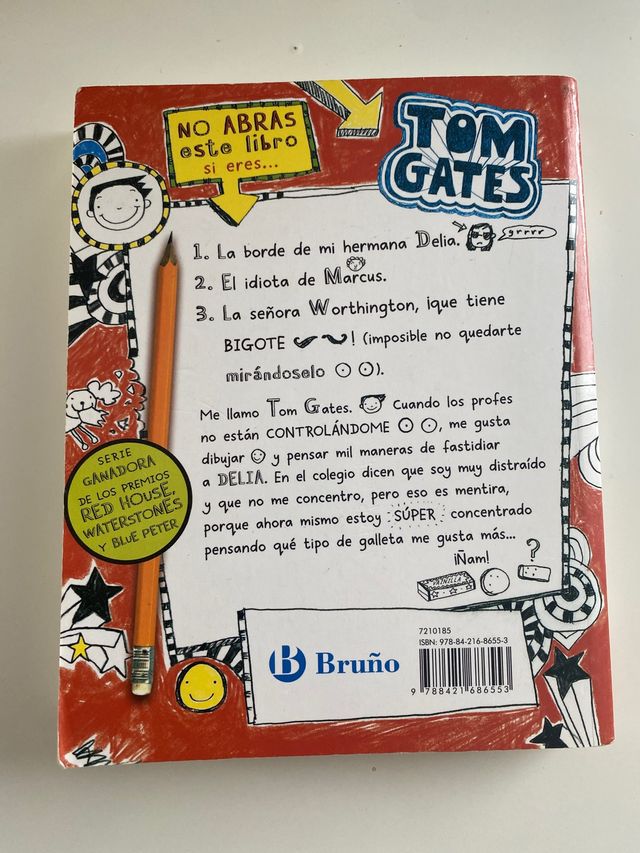 NO ABRAS
este libro
si eres...
TOM
GATES
1. La borde de mi hermana Delia.
grrrr
2. El idiota de Marcus.
3. La señora Worthington, ¡que tiene
BIGOTE ! (imposible no quedarte
mirándoselo ).
Me llamo Tom Gates. Cuando los profes
no están CONTROLÁNDOME , me gusta
dibujar y pensar mil maneras de fastidiar
a DELIA. En el colegio dicen que soy muy distraído
y que no me concentro, pero eso es mentira,
porque ahora mismo estoy SÚPER concentrado
pensando qué tipo de galleta me gusta más...
¡Ñam!
?
VAINILLA
SERIE
GANADORA
DE LOS PREMIOS
RED HOUSE,
WATERSTONES
Y BLUE PETER
B Bruño
7210185
ISBN: 978-84-216-8655-3
9 788421 686553